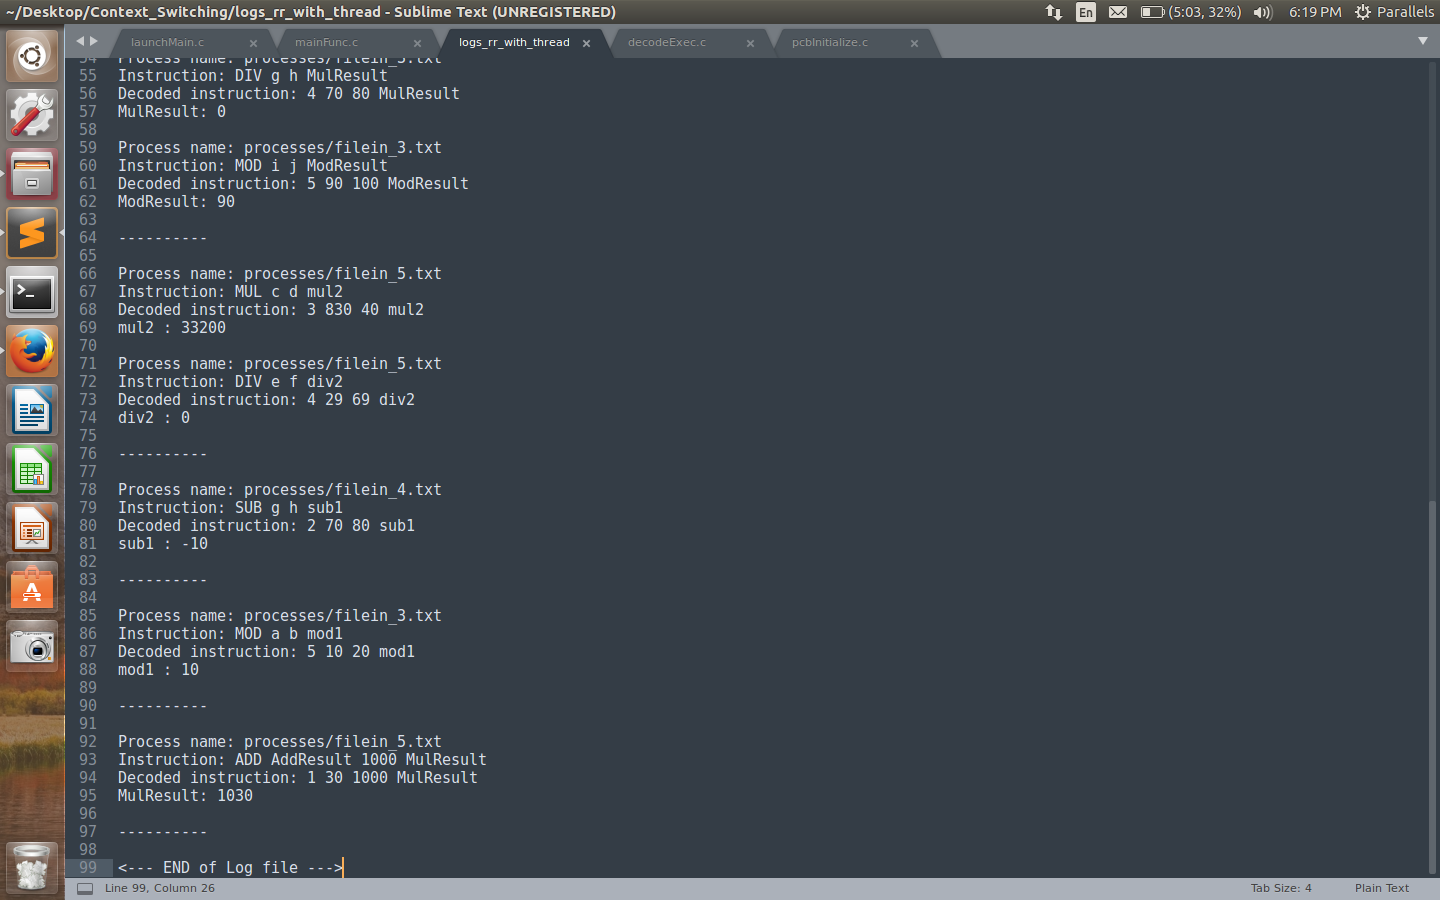 ~/Desktop/Context_Switching/logs_rr_with_thread - Sublime Text (UNREGISTERED)
En
(5:03, 32%)
6:19 PM
Parallels
launchMain.c
mainFunc.c
logs_rr_with_thread
decodeExec.c
pcbInitialize.c
54 Process name: processes/filein_3.txt
55 Instruction: DIV g h MulResult
56 Decoded instruction: 4 70 80 MulResult
57 MulResult: 0
58
59 Process name: processes/filein_3.txt
60 Instruction: MOD i j ModResult
61 Decoded instruction: 5 90 100 ModResult
62 ModResult: 90
63
64 ----------
65
66 Process name: processes/filein_5.txt
67 Instruction: MUL c d mul2
68 Decoded instruction: 3 830 40 mul2
69 mul2 : 33200
70
71 Process name: processes/filein_5.txt
72 Instruction: DIV e f div2
73 Decoded instruction: 4 29 69 div2
74 div2 : 0
75
76 ----------
77
78 Process name: processes/filein_4.txt
79 Instruction: SUB g h sub1
80 Decoded instruction: 2 70 80 sub1
81 sub1 : -10
82
83 ----------
84
85 Process name: processes/filein_3.txt
86 Instruction: MOD a b mod1
87 Decoded instruction: 5 10 20 mod1
88 mod1 : 10
89
90 ----------
91
92 Process name: processes/filein_5.txt
93 Instruction: ADD AddResult 1000 MulResult
94 Decoded instruction: 1 30 1000 MulResult
95 MulResult: 1030
96
97 ----------
98
99 <--- END of Log file --->
Line 99, Column 26
Tab Size: 4
Plain Text